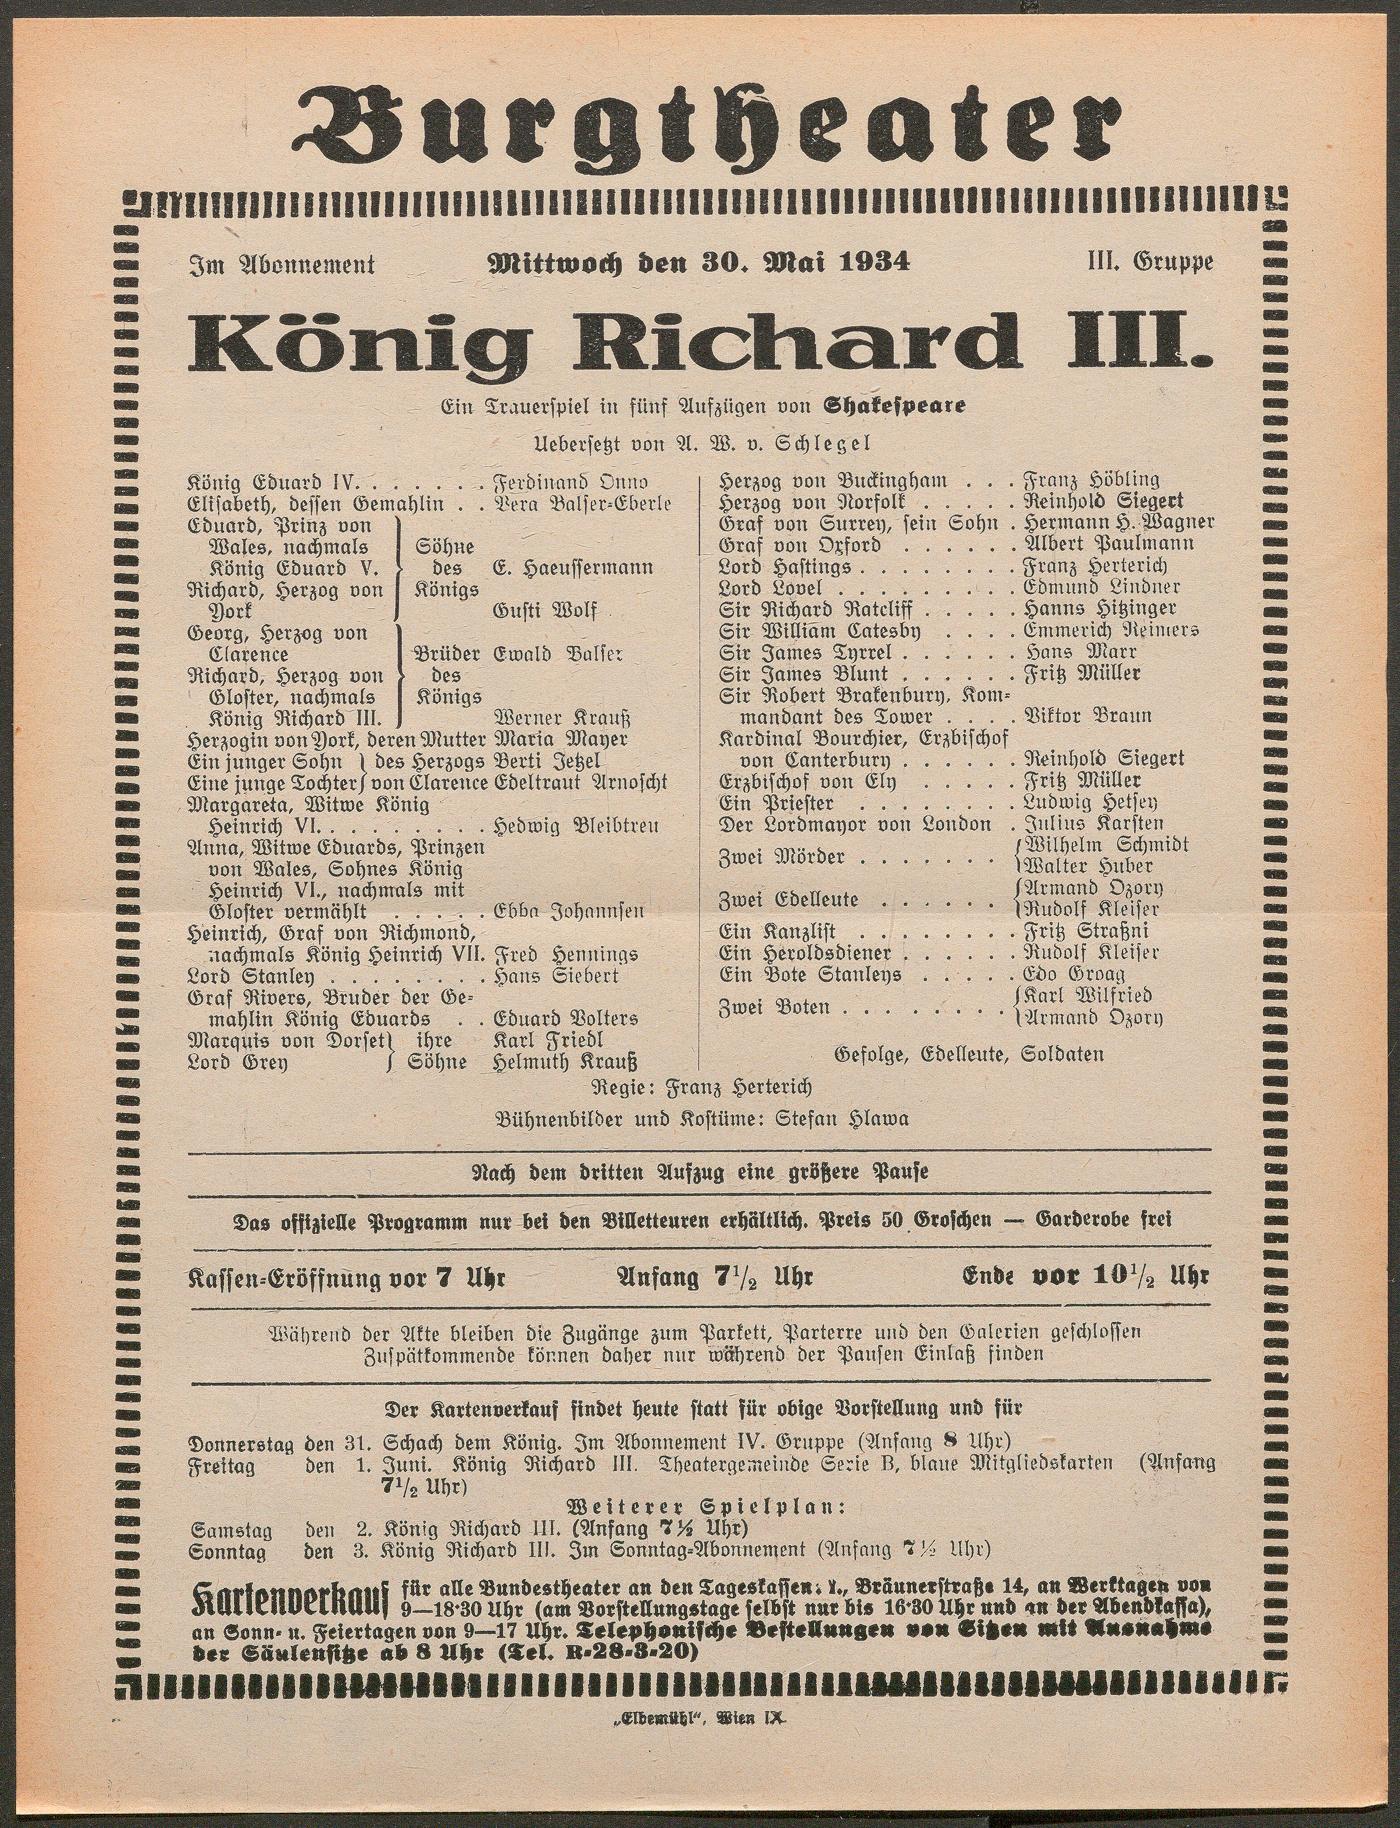 Burgtheater
Im Abonnement Mittwoch den 30. Mai 1934 III. Gruppe
König Richard III.
Ein Trauerspiel in fünf Aufzügen von Shakespeare
Uebersetzt von A. W. v. Schlegel
König Eduard IV. . . . . . . Ferdinand Onno
Elisabeth, dessen Gemahlin . . Vera Balser-Eberle
Eduard, Prinz von
Wales, nachmals Söhne
König Eduard V. des E. Haeussermann
Richard, Herzog von Königs
York Gusti Wolf
Georg, Herzog von
Clarence Brüder Ewald Balser
Richard, Herzog von des
Gloster, nachmals Königs
König Richard III. Werner Krauß
Herzogin von York, deren Mutter Maria Mayer
Ein junger Sohn } des Herzogs Berti Jetzel
Eine junge Tochter } von Clarence Edeltraut Arnoscht
Margareta, Witwe König
Heinrich VI. . . . . . . . . Hedwig Bleibtreu
Anna, Witwe Eduards, Prinzen
von Wales, Sohnes König
Heinrich VI., nachmals mit
Gloster vermählt . . . . . Ebba Johannsen
Heinrich, Graf von Richmond,
nachmals König Heinrich VII. Fred Hennings
Lord Stanley . . . . . . . . Hans Siebert
Graf Rivers, Bruder der Ge-
mahlin König Eduards . . Eduard Volters
Marquis von Dorset } ihre Karl Friedl
Lord Grey } Söhne Helmuth Krauß
Herzog von Buckingham . . . Franz Höbling
Herzog von Norfolk . . . . . Reinhold Siegert
Graf von Surrey, sein Sohn . Hermann H. Wagner
Graf von Oxford . . . . . . Albert Paulmann
Lord Hastings . . . . . . . . Franz Herterich
Lord Lovel . . . . . . . . . Edmund Lindner
Sir Richard Ratcliff . . . . . Hanns Hitzinger
Sir William Catesby . . . . Emmerich Reimers
Sir James Tyrrel . . . . . . Hans Marr
Sir James Blunt . . . . . . Fritz Müller
Sir Robert Brakenbury, Kom-
mandant des Tower . . . . Viktor Braun
Kardinal Bourchier, Erzbischof
von Canterbury . . . . . . Reinhold Siegert
Erzbischof von Ely . . . . . Fritz Müller
Ein Priester . . . . . . . . Ludwig Hetsey
Der Lordmayor von London . Julius Karsten
Zwei Mörder . . . . . . . { Wilhelm Schmidt
{ Walter Huber
Zwei Edelleute . . . . . . { Armand Ozory
{ Rudolf Kleiser
Ein Kanzlist . . . . . . . . Fritz Straßni
Ein Heroldsdiener . . . . . . Rudolf Kleiser
Ein Bote Stanleys . . . . . Edo Groag
Zwei Boten . . . . . . . . { Karl Wilfried
{ Armand Ozory
Gefolge, Edelleute, Soldaten
Regie: Franz Herterich
Bühnenbilder und Kostüme: Stefan Hlawa
Nach dem dritten Aufzug eine größere Pause
Das offizielle Programm nur bei den Billetteuren erhältlich. Preis 50 Groschen — Garderobe frei
Kassen-Eröffnung vor 7 Uhr Anfang 7½ Uhr Ende vor 10½ Uhr
Während der Akte bleiben die Zugänge zum Parkett, Parterre und den Galerien geschlossen
Zuspätkommende können daher nur während der Pausen Einlaß finden
Der Kartenverkauf findet heute statt für obige Vorstellung und für
Donnerstag den 31. Schach dem König. Im Abonnement IV. Gruppe (Anfang 8 Uhr)
Freitag den 1. Juni. König Richard III. Theatergemeinde Serie B, blaue Mitgliedskarten (Anfang
7½ Uhr)
Weiterer Spielplan:
Samstag den 2. König Richard III. (Anfang 7½ Uhr)
Sonntag den 3. König Richard III. Im Sonntag-Abonnement (Anfang 7½ Uhr)
Kartenverkauf für alle Bundestheater an den Tageskassen: I., Bräunerstraße 14, an Werktagen von
9—18·30 Uhr (am Vorstellungstage selbst nur bis 16·30 Uhr und an der Abendkassa),
an Sonn- u. Feiertagen von 9—17 Uhr. Telephonische Bestellungen von Sitzen mit Ausnahme
der Säulensitze ab 8 Uhr (Tel. R-28-3-20)
„Elbemühl“, Wien IX